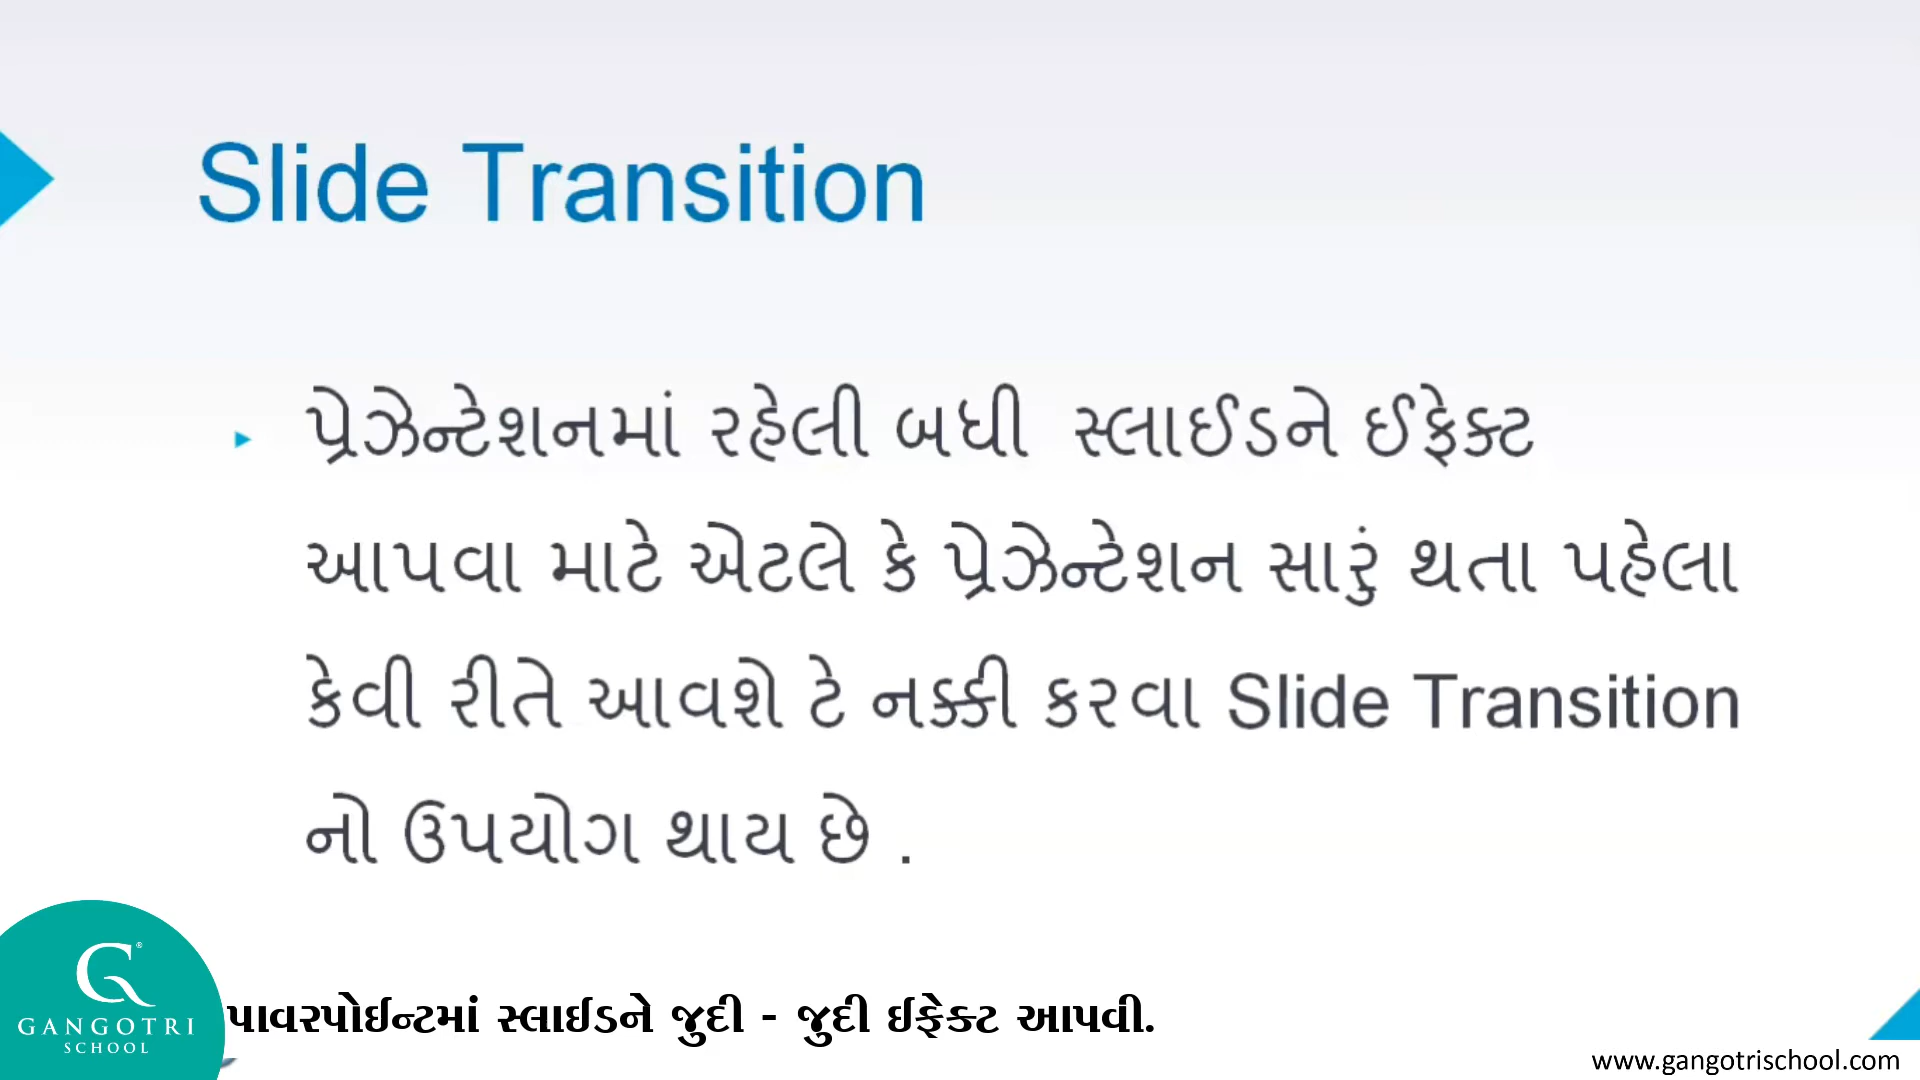 Slide Transition
પ્રેઝેન્ટેશનમાં રહેલી બધી સ્લાઈડને ઈફેક્ટ
આપવા માટે એટલે કે પ્રેઝેન્ટેશન સારું થતા પહેલા
કેવી રીતે આવશે ટે નક્કી કરવા Slide Transition
નો ઉપયોગ થાય છે .
પાવરપોઈન્ટમાં સ્લાઈડને જુદી - જુદી ઈફેક્ટ આપવી.
G®
GANGOTRI
SCHOOL
www.gangotrischool.com